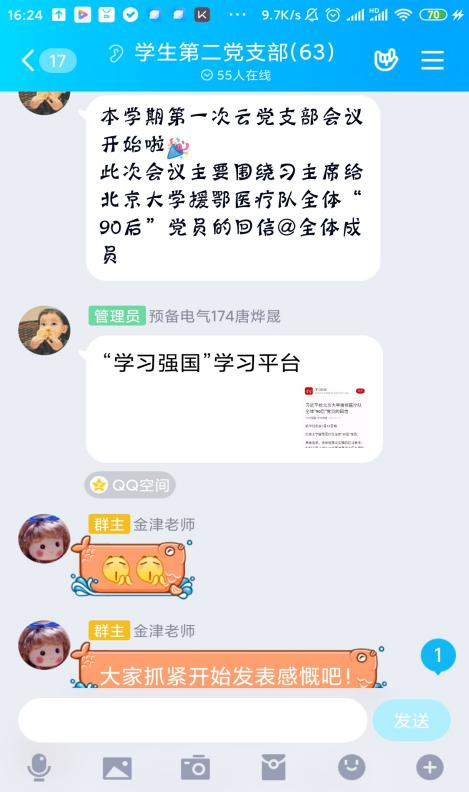 16:24
9.7K/s
HD
70
17
学生第二党支部(63)
55人在线
本学期第一次云党支部会议
开始啦
此次会议主要围绕习主席给
北京大学援鄂医疗队全体“
90后”党员的回信@全体成
员
管理员 预备电气174唐烨晟
“学习强国”学习平台
QQ空间
群主 金津老师
群主 金津老师
大家抓紧开始发表感慨吧！
1
发送